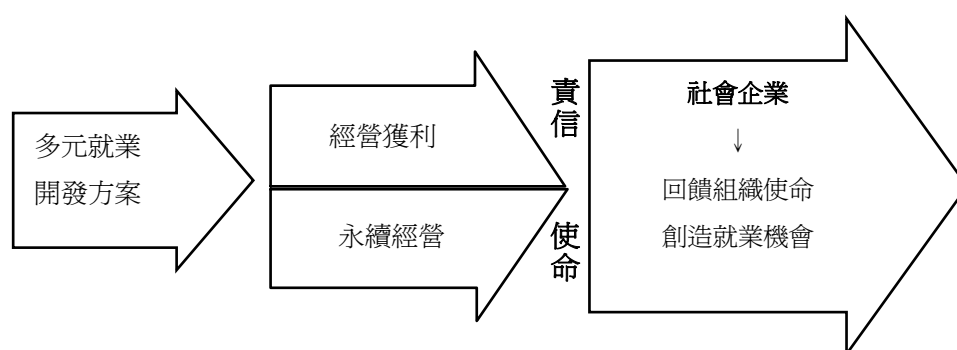 多元就業
開發方案
經營獲利
永續經營
責信
使命
社會企業
↓
回饋組織使命
創造就業機會